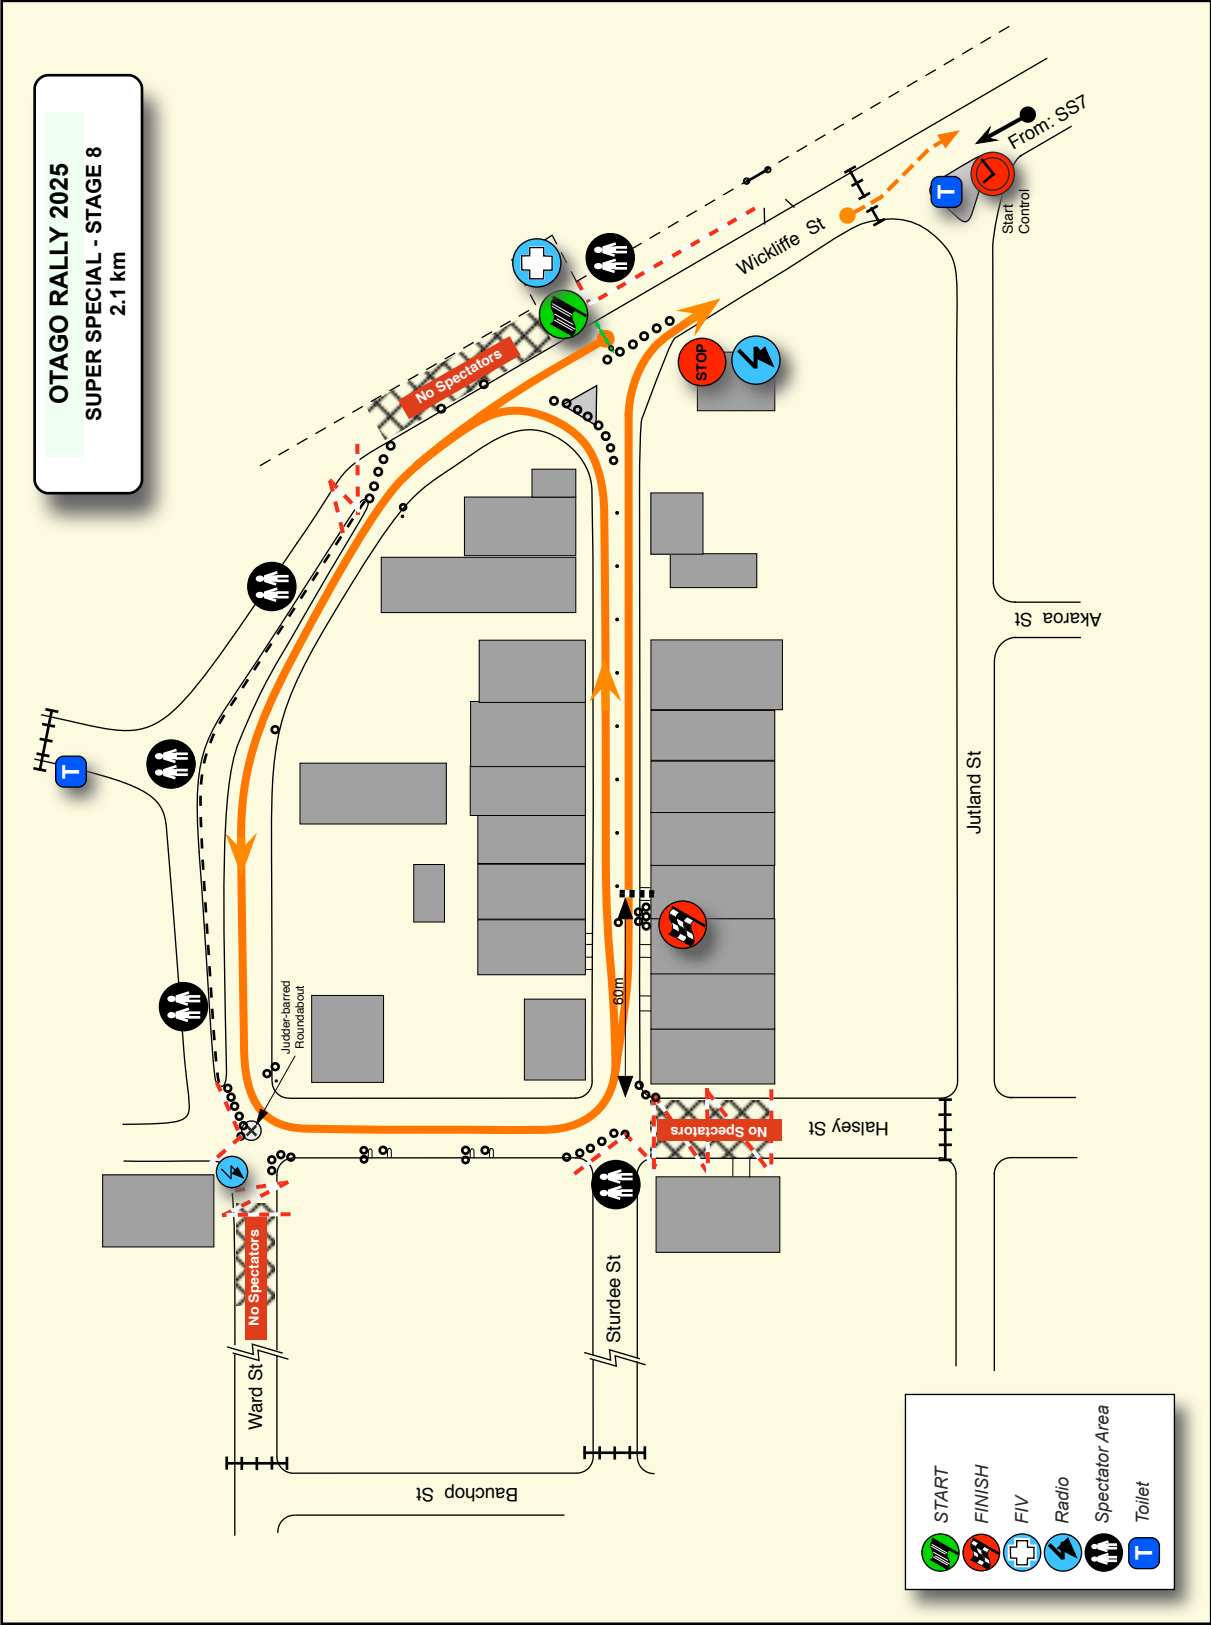 OTAGO RALLY 2025
SUPER SPECIAL - STAGE 8
2.1 km
From: SS7
T
Start
Control
Wickliffe St
No Spectators
STOP
Akaroa
St
T
Jutland St
60m
Judder-barred
Roundabout
No Spectators
Halsey St
No Spectators
Ward St
Sturdee St
Bauchop St
START
FINISH
FIV
Radio
Spectator Area
T Toilet